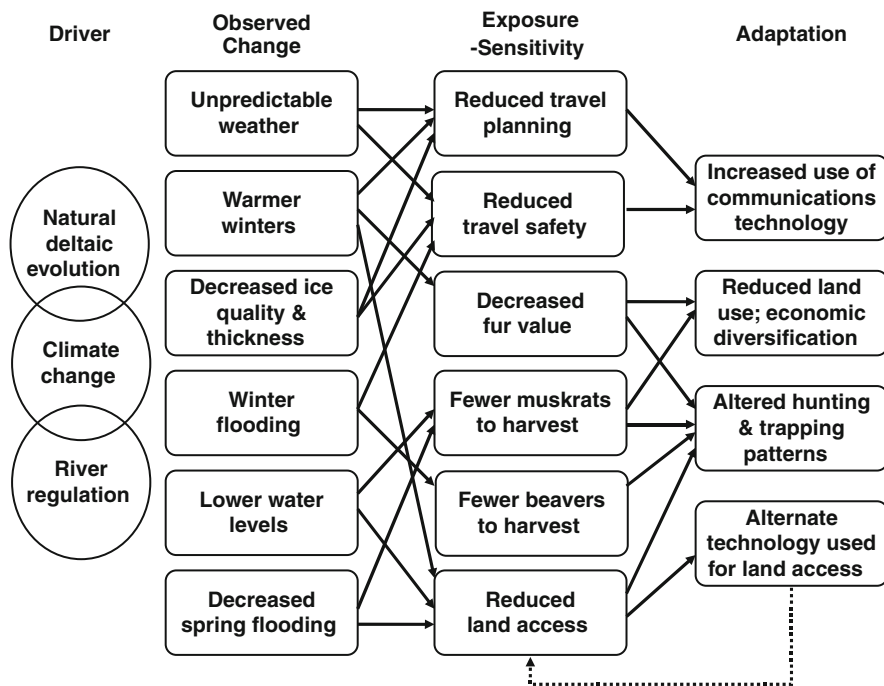 Driver
Observed
Change
Exposure
-Sensitivity
Adaptation
Natural
deltaic
evolution
Climate
change
River
regulation
Unpredictable
weather
Warmer
winters
Decreased ice
quality &
thickness
Winter
flooding
Lower water
levels
Decreased
spring flooding
Reduced travel
planning
Reduced
travel safety
Decreased
fur value
Fewer muskrats
to harvest
Fewer beavers
to harvest
Reduced
land access
Increased use of
communications
technology
Reduced land
use; economic
diversification
Altered hunting
& trapping
patterns
Alternate
technology used
for land access